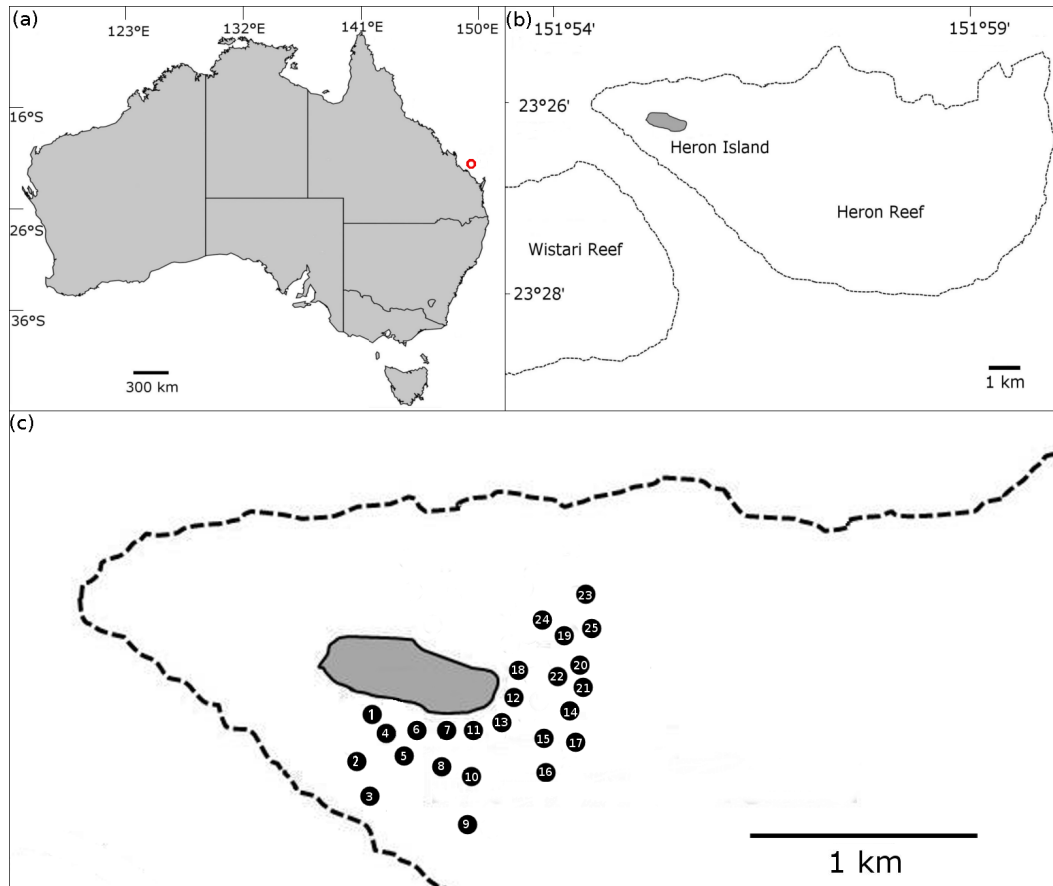 (a)
123°E 132°E 141°E 150°E
16°S
26°S
36°S
300 km
(b)
151°54' 151°59'
23°26'
Heron Island
Heron Reef
Wistari Reef
23°28'
1 km
(c)
23
24
25
19
20
18
22
21
12
14
1
13
4
6
7
11
15
17
5
2
8
16
10
3
9
1 km